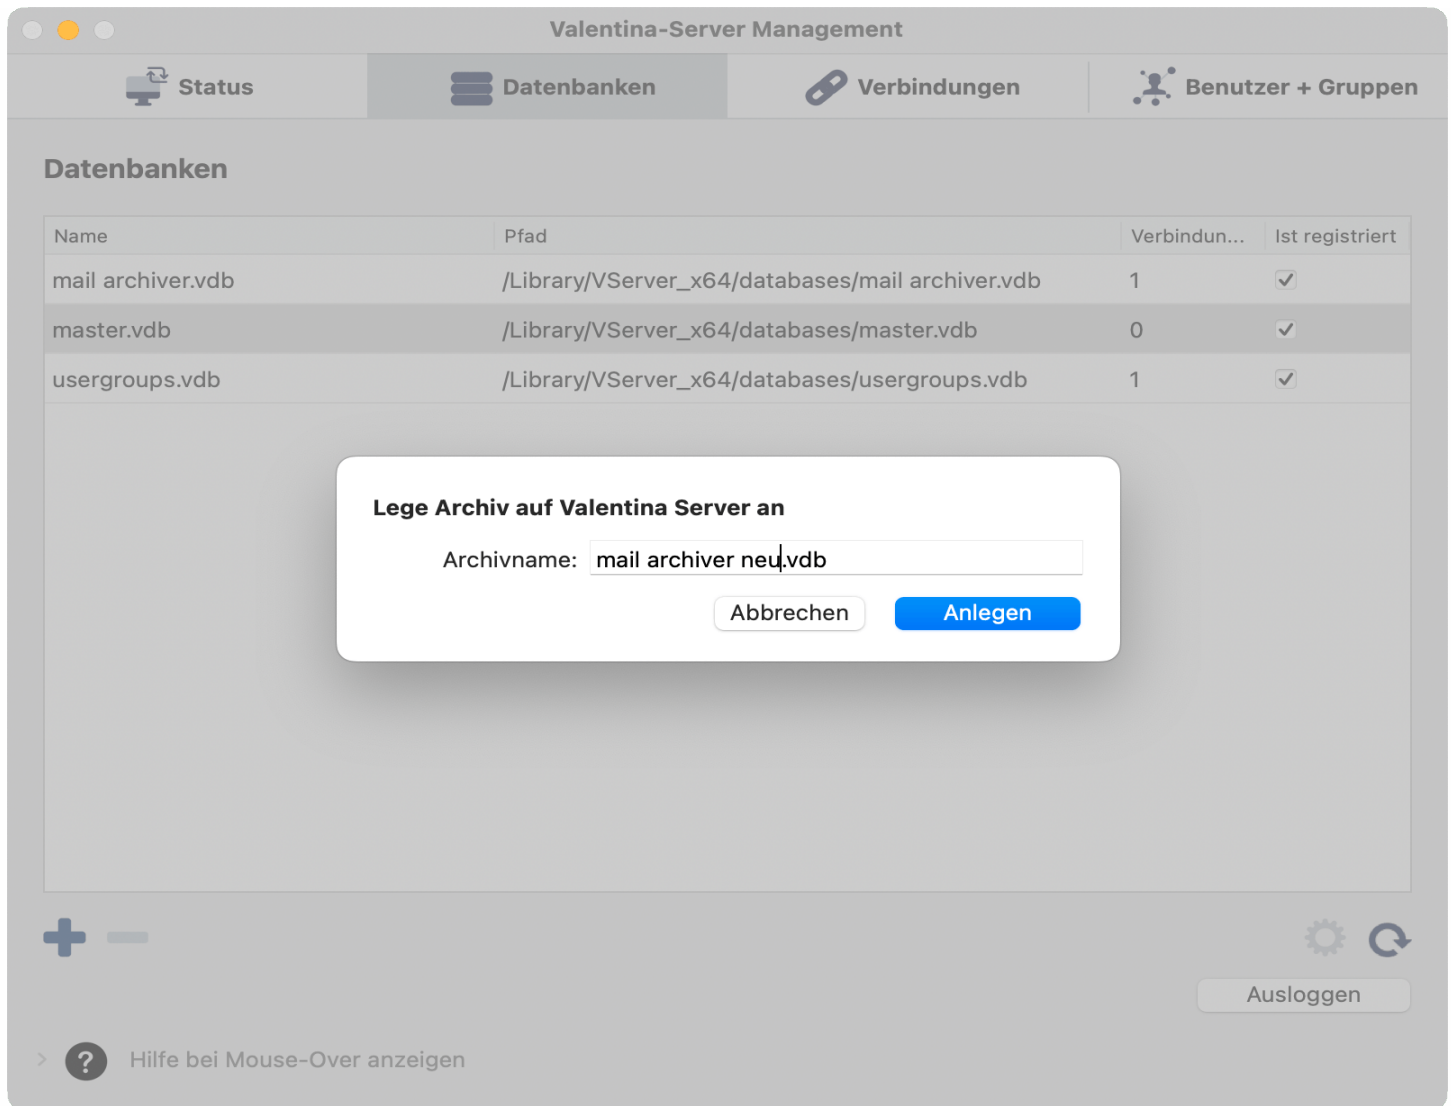 Valentina-Server Management
Status Datenbanken Verbindungen Benutzer + Gruppen
Datenbanken
Name Pfad Verbindun... Ist registriert
mail archiver.vdb /Library/VServer_x64/databases/mail archiver.vdb 1
master.vdb /Library/VServer_x64/databases/master.vdb 0
usergroups.vdb /Library/VServer_x64/databases/usergroups.vdb 1
Lege Archiv auf Valentina Server an
Archivname: mail archiver neu.vdb
Abbrechen Anlegen
Ausloggen
? Hilfe bei Mouse-Over anzeigen